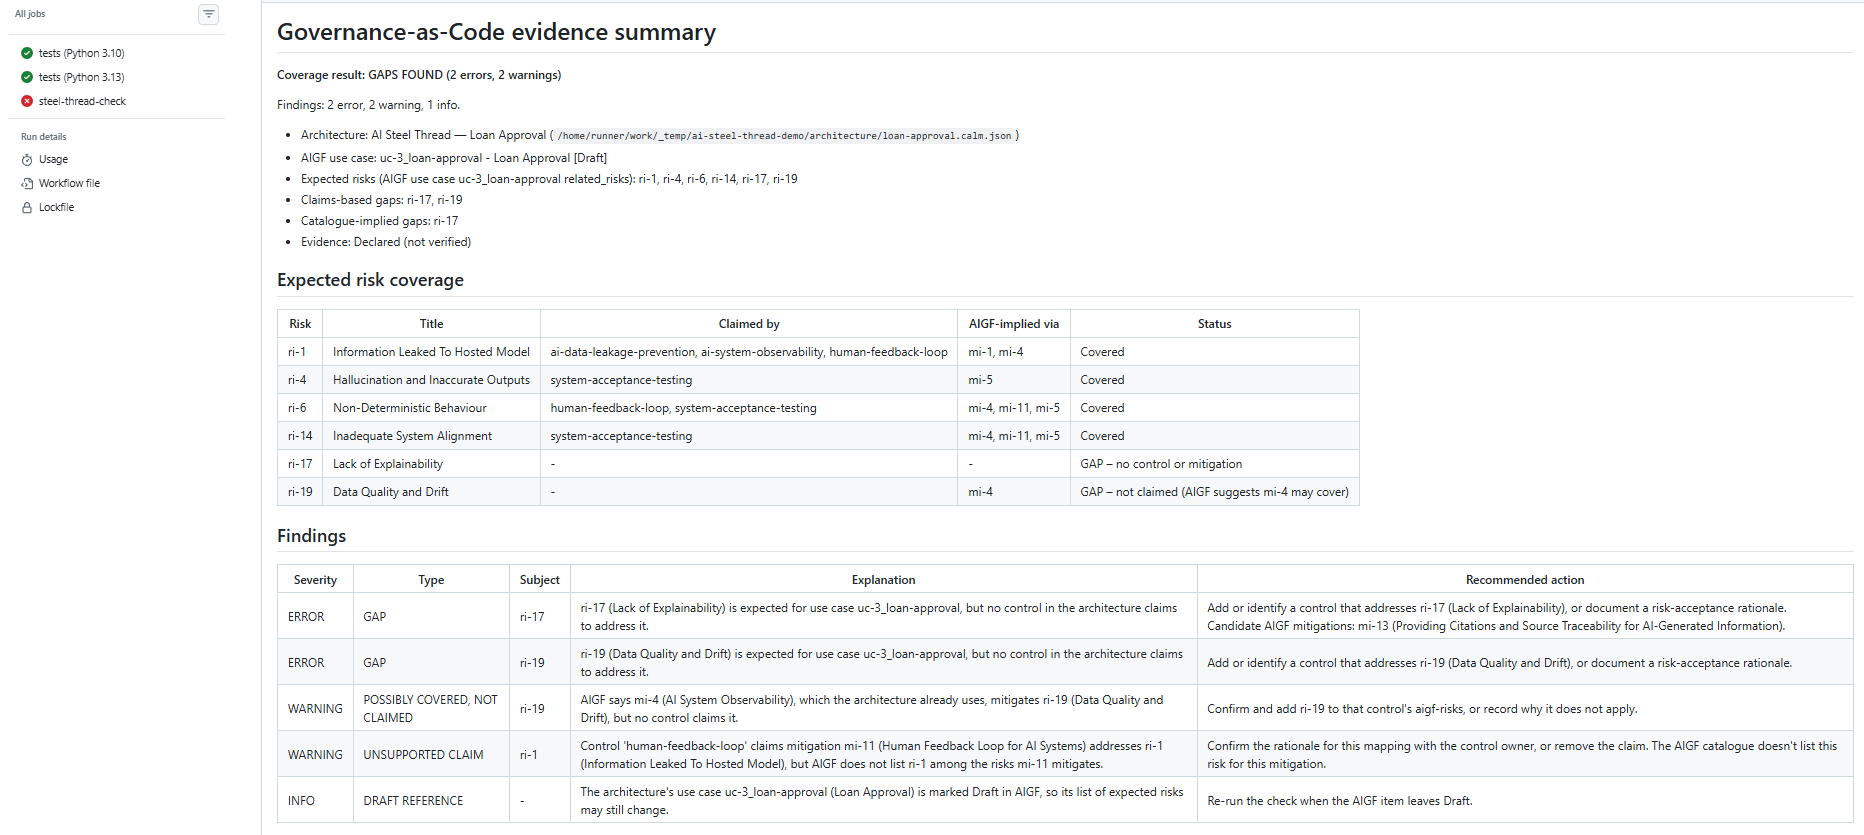 All jobs
tests (Python 3.10)
tests (Python 3.13)
steel-thread-check
Run details
Usage
Workflow file
Lockfile
Governance-as-Code evidence summary
Coverage result: GAPS FOUND (2 errors, 2 warnings)
Findings: 2 error, 2 warning, 1 info.
• Architecture: AI Steel Thread — Loan Approval ( /home/runner/work/_temp/ai-steel-thread-demo/architecture/loan-approval.calm.json )
• AIGF use case: uc-3_loan-approval - Loan Approval [Draft]
• Expected risks (AIGF use case uc-3_loan-approval related_risks): ri-1, ri-4, ri-6, ri-14, ri-17, ri-19
• Claims-based gaps: ri-17, ri-19
• Catalogue-implied gaps: ri-17
• Evidence: Declared (not verified)
Expected risk coverage
Risk Title Claimed by AIGF-implied via Status
ri-1 Information Leaked To Hosted Model ai-data-leakage-prevention, ai-system-observability, human-feedback-loop mi-1, mi-4 Covered
ri-4 Hallucination and Inaccurate Outputs system-acceptance-testing mi-5 Covered
ri-6 Non-Deterministic Behaviour human-feedback-loop, system-acceptance-testing mi-4, mi-11, mi-5 Covered
ri-14 Inadequate System Alignment system-acceptance-testing mi-4, mi-11, mi-5 Covered
ri-17 Lack of Explainability - - GAP – no control or mitigation
ri-19 Data Quality and Drift - mi-4 GAP – not claimed (AIGF suggests mi-4 may cover)
Findings
Severity Type Subject Explanation Recommended action
ERROR GAP ri-17
ri-17 (Lack of Explainability) is expected for use case uc-3_loan-approval, but no control in the architecture claims
to address it.
Add or identify a control that addresses ri-17 (Lack of Explainability), or document a risk-acceptance rationale.
Candidate AIGF mitigations: mi-13 (Providing Citations and Source Traceability for AI-Generated Information).
ERROR GAP ri-19
ri-19 (Data Quality and Drift) is expected for use case uc-3_loan-approval, but no control in the architecture claims
to address it.
Add or identify a control that addresses ri-19 (Data Quality and Drift), or document a risk-acceptance rationale.
WARNING
POSSIBLY COVERED, NOT
CLAIMED
ri-19
AIGF says mi-4 (AI System Observability), which the architecture already uses, mitigates ri-19 (Data Quality and
Drift), but no control claims it.
Confirm and add ri-19 to that control's aigf-risks, or record why it does not apply.
WARNING UNSUPPORTED CLAIM ri-1
Control 'human-feedback-loop' claims mitigation mi-11 (Human Feedback Loop for AI Systems) addresses ri-1
(Information Leaked To Hosted Model), but AIGF does not list ri-1 among the risks mi-11 mitigates.
Confirm the rationale for this mapping with the control owner, or remove the claim. The AIGF catalogue doesn't list this
risk for this mitigation.
INFO DRAFT REFERENCE -
The architecture's use case uc-3_loan-approval (Loan Approval) is marked Draft in AIGF, so its list of expected risks
may still change.
Re-run the check when the AIGF item leaves Draft.